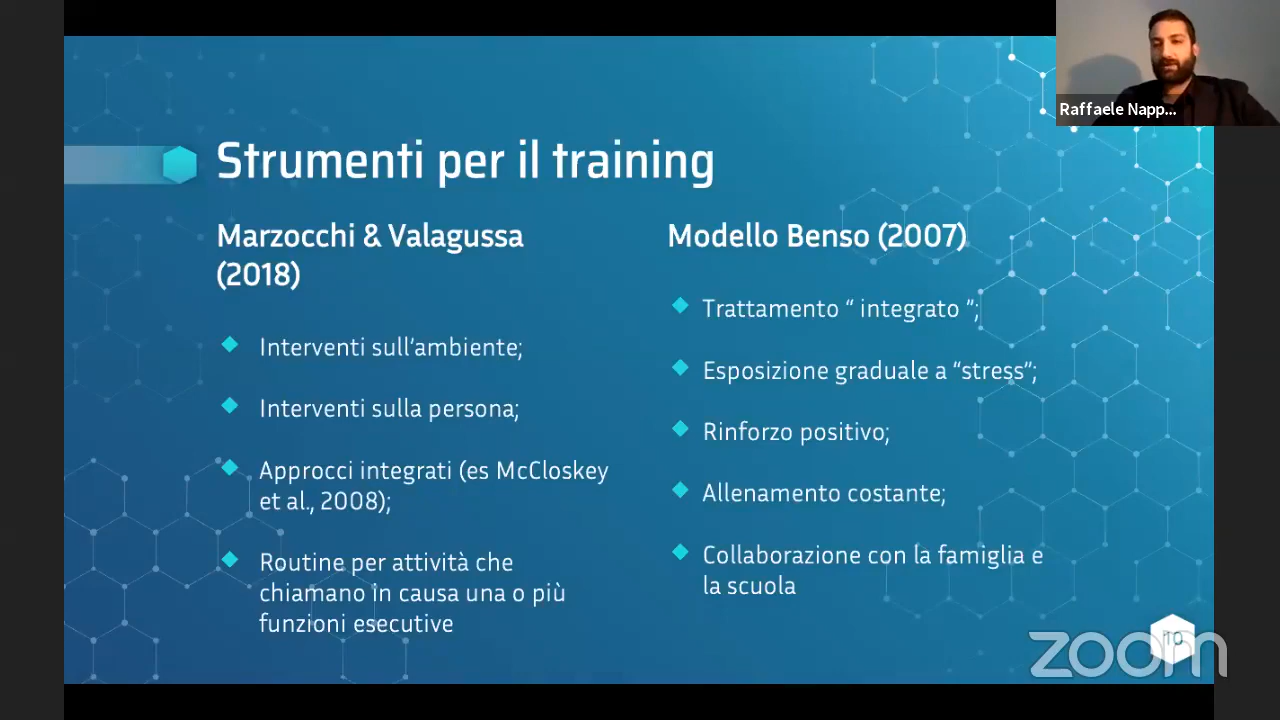 Raffaele Napp...
Strumenti per il training
Marzocchi & Valagussa
(2018)
Interventi sull'ambiente;
Interventi sulla persona;
Approcci integrati (es McCloskey
et al., 2008);
Routine per attività che
chiamano in causa una o più
funzioni esecutive
Modello Benso (2007)
Trattamento “ integrato ”;
Esposizione graduale a “stress”;
Rinforzo positivo;
Allenamento costante;
Collaborazione con la famiglia e
la scuola
10
zoom